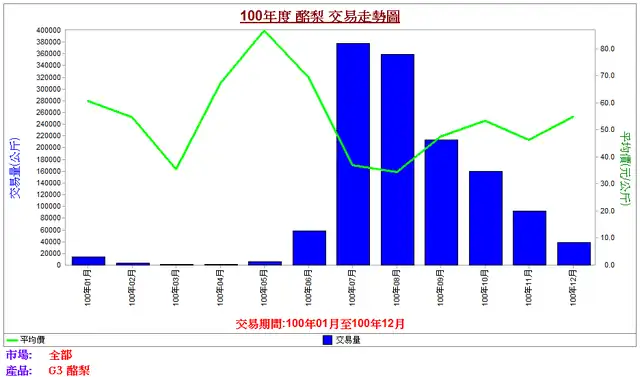 100年度 酪梨 交易走勢圖
400000
380000
360000
340000
320000
300000
280000
260000
240000
220000
200000
180000
160000
140000
120000
100000
80000
60000
40000
20000
0
交易量(公斤)
80.0
70.0
60.0
50.0
40.0
30.0
20.0
10.0
0.0
平均價(元/公斤)
100年01月
100年02月
100年03月
100年04月
100年05月
100年06月
100年07月
100年08月
100年09月
100年10月
100年11月
100年12月
交易期間:100年01月至100年12月
平均價 交易量
市場: 全部
產品: G3 酪梨